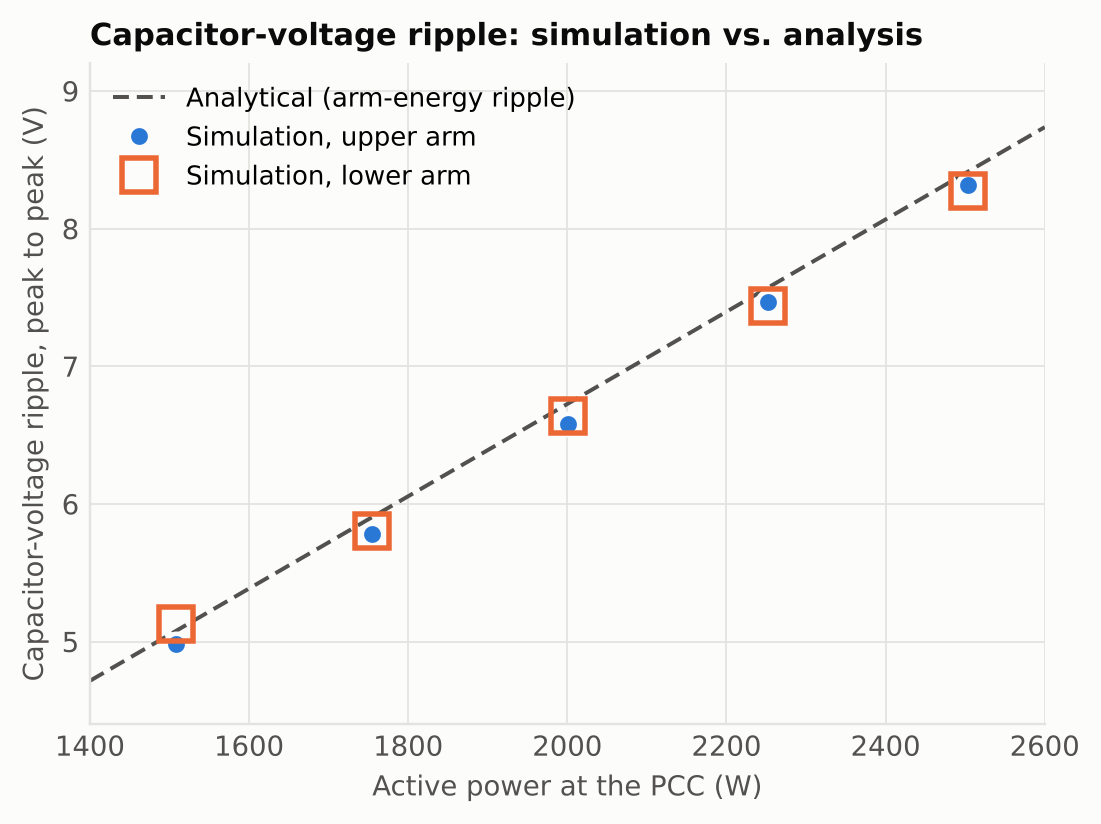 Capacitor-voltage ripple: simulation vs. analysis
Analytical (arm-energy ripple)
Simulation, upper arm
Simulation, lower arm
Capacitor-voltage ripple, peak to peak (V)
9
8
7
6
5
1400 1600 1800 2000 2200 2400 2600
Active power at the PCC (W)